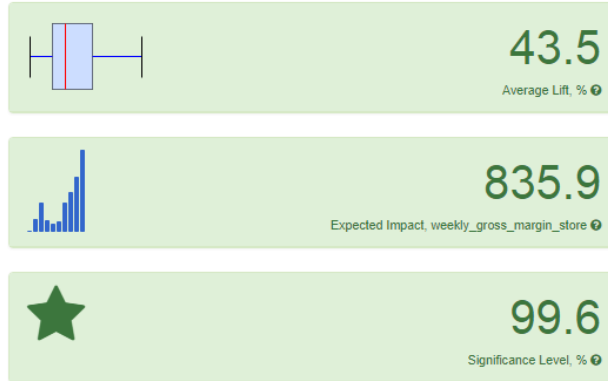 43.5
Average Lift, % ?
835.9
Expected Impact, weekly_gross_margin_store ?
99.6
Significance Level, % ?